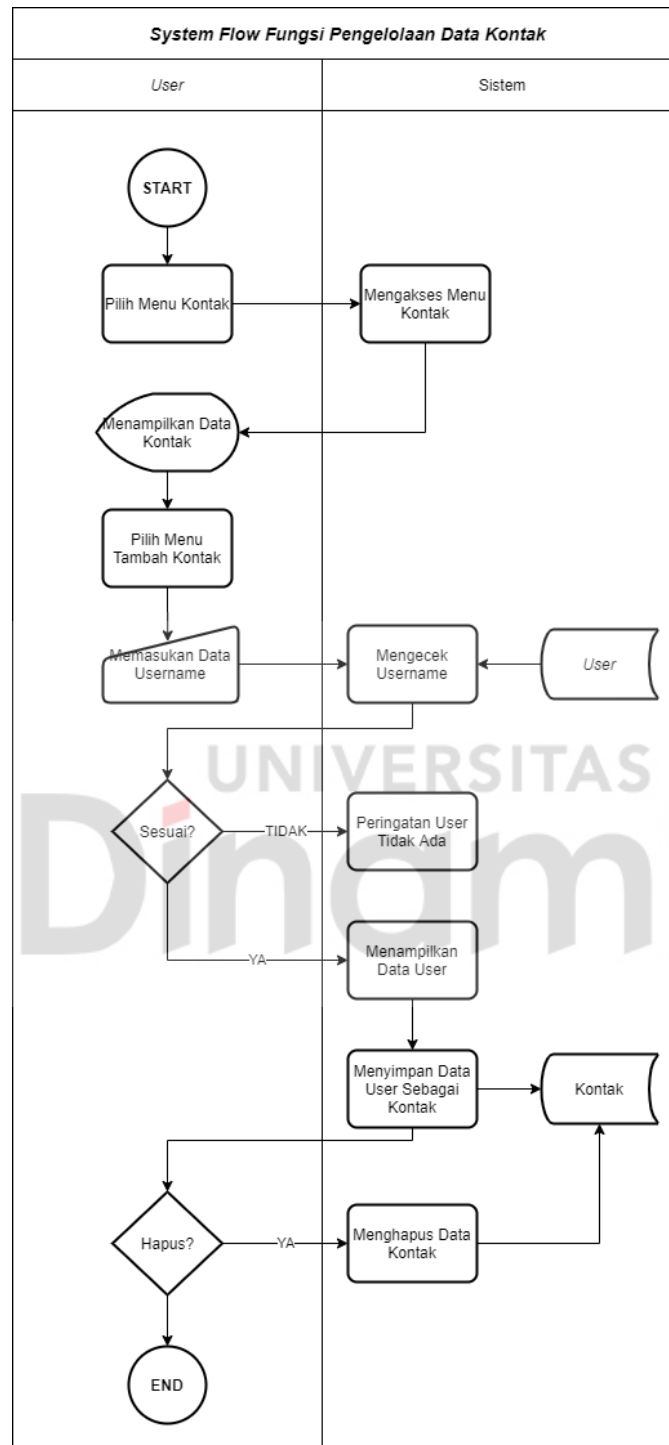 System Flow Fungsi Pengelolaan Data Kontak
User
Sistem
START
Pilih Menu Kontak
Mengakses Menu
Kontak
Menampilkan Data
Kontak
Pilih Menu
Tambah Kontak
Memasukan Data
Username
Mengecek
Username
User
UNIVERSITAS
Dinam
Sesuai?
TIDAK
Peringatan User
Tidak Ada
YA
Menampilkan
Data User
Menyimpan Data
User Sebagai
Kontak
Kontak
Hapus?
YA
Menghapus Data
Kontak
END